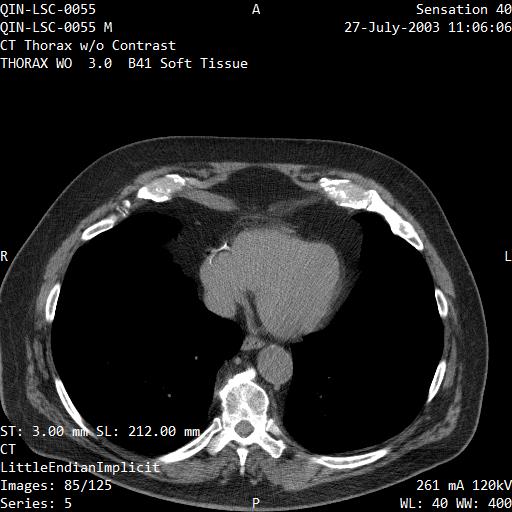 QIN-LSC-0055 A Sensation 40
QIN-LSC-0055 M 27-July-2003 11:06:06
CT Thorax w/o Contrast
THORAX WO 3.0 B41 Soft Tissue
R L
ST: 3.00 mm SL: 212.00 mm
CT
LittleEndianImplicit
Images: 85/125 261 mA 120kV
Series: 5 P WL: 40 WW: 400